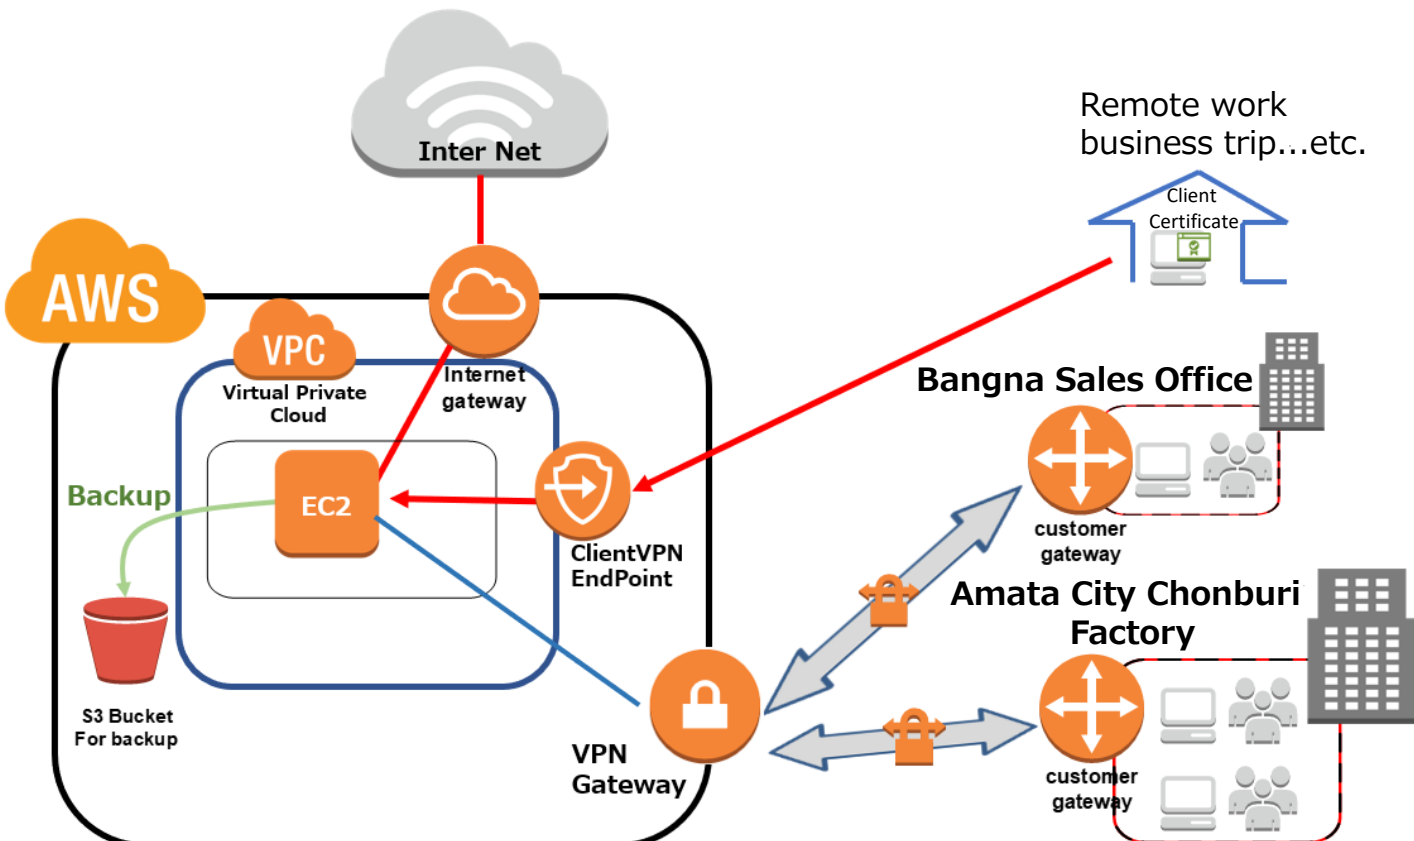 Inter Net
Remote work
business trip...etc.
Client
Certificate
AWS
VPC
Virtual Private
Cloud
Internet
gateway
Bangna Sales Office
Backup
EC2
customer
gateway
ClientVPN
EndPoint
Amata City Chonburi
Factory
S3 Bucket
For backup
VPN
Gateway
customer
gateway